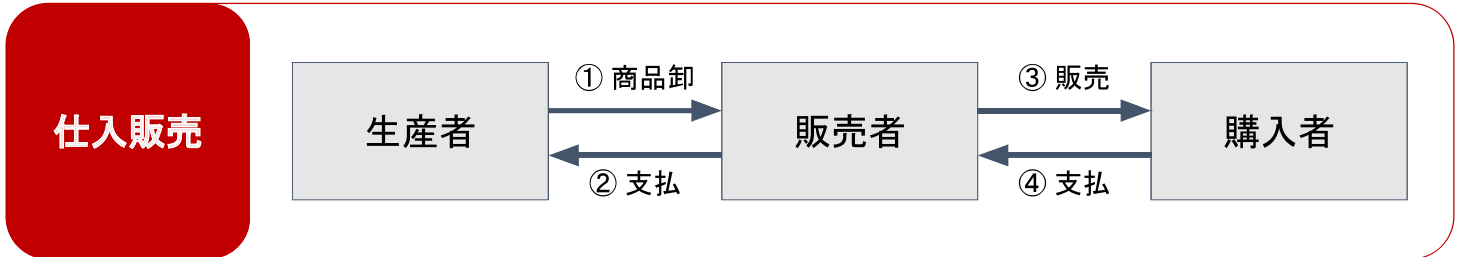 仕入販売
生産者
① 商品卸
② 支払
販売者
③ 販売
④ 支払
購入者